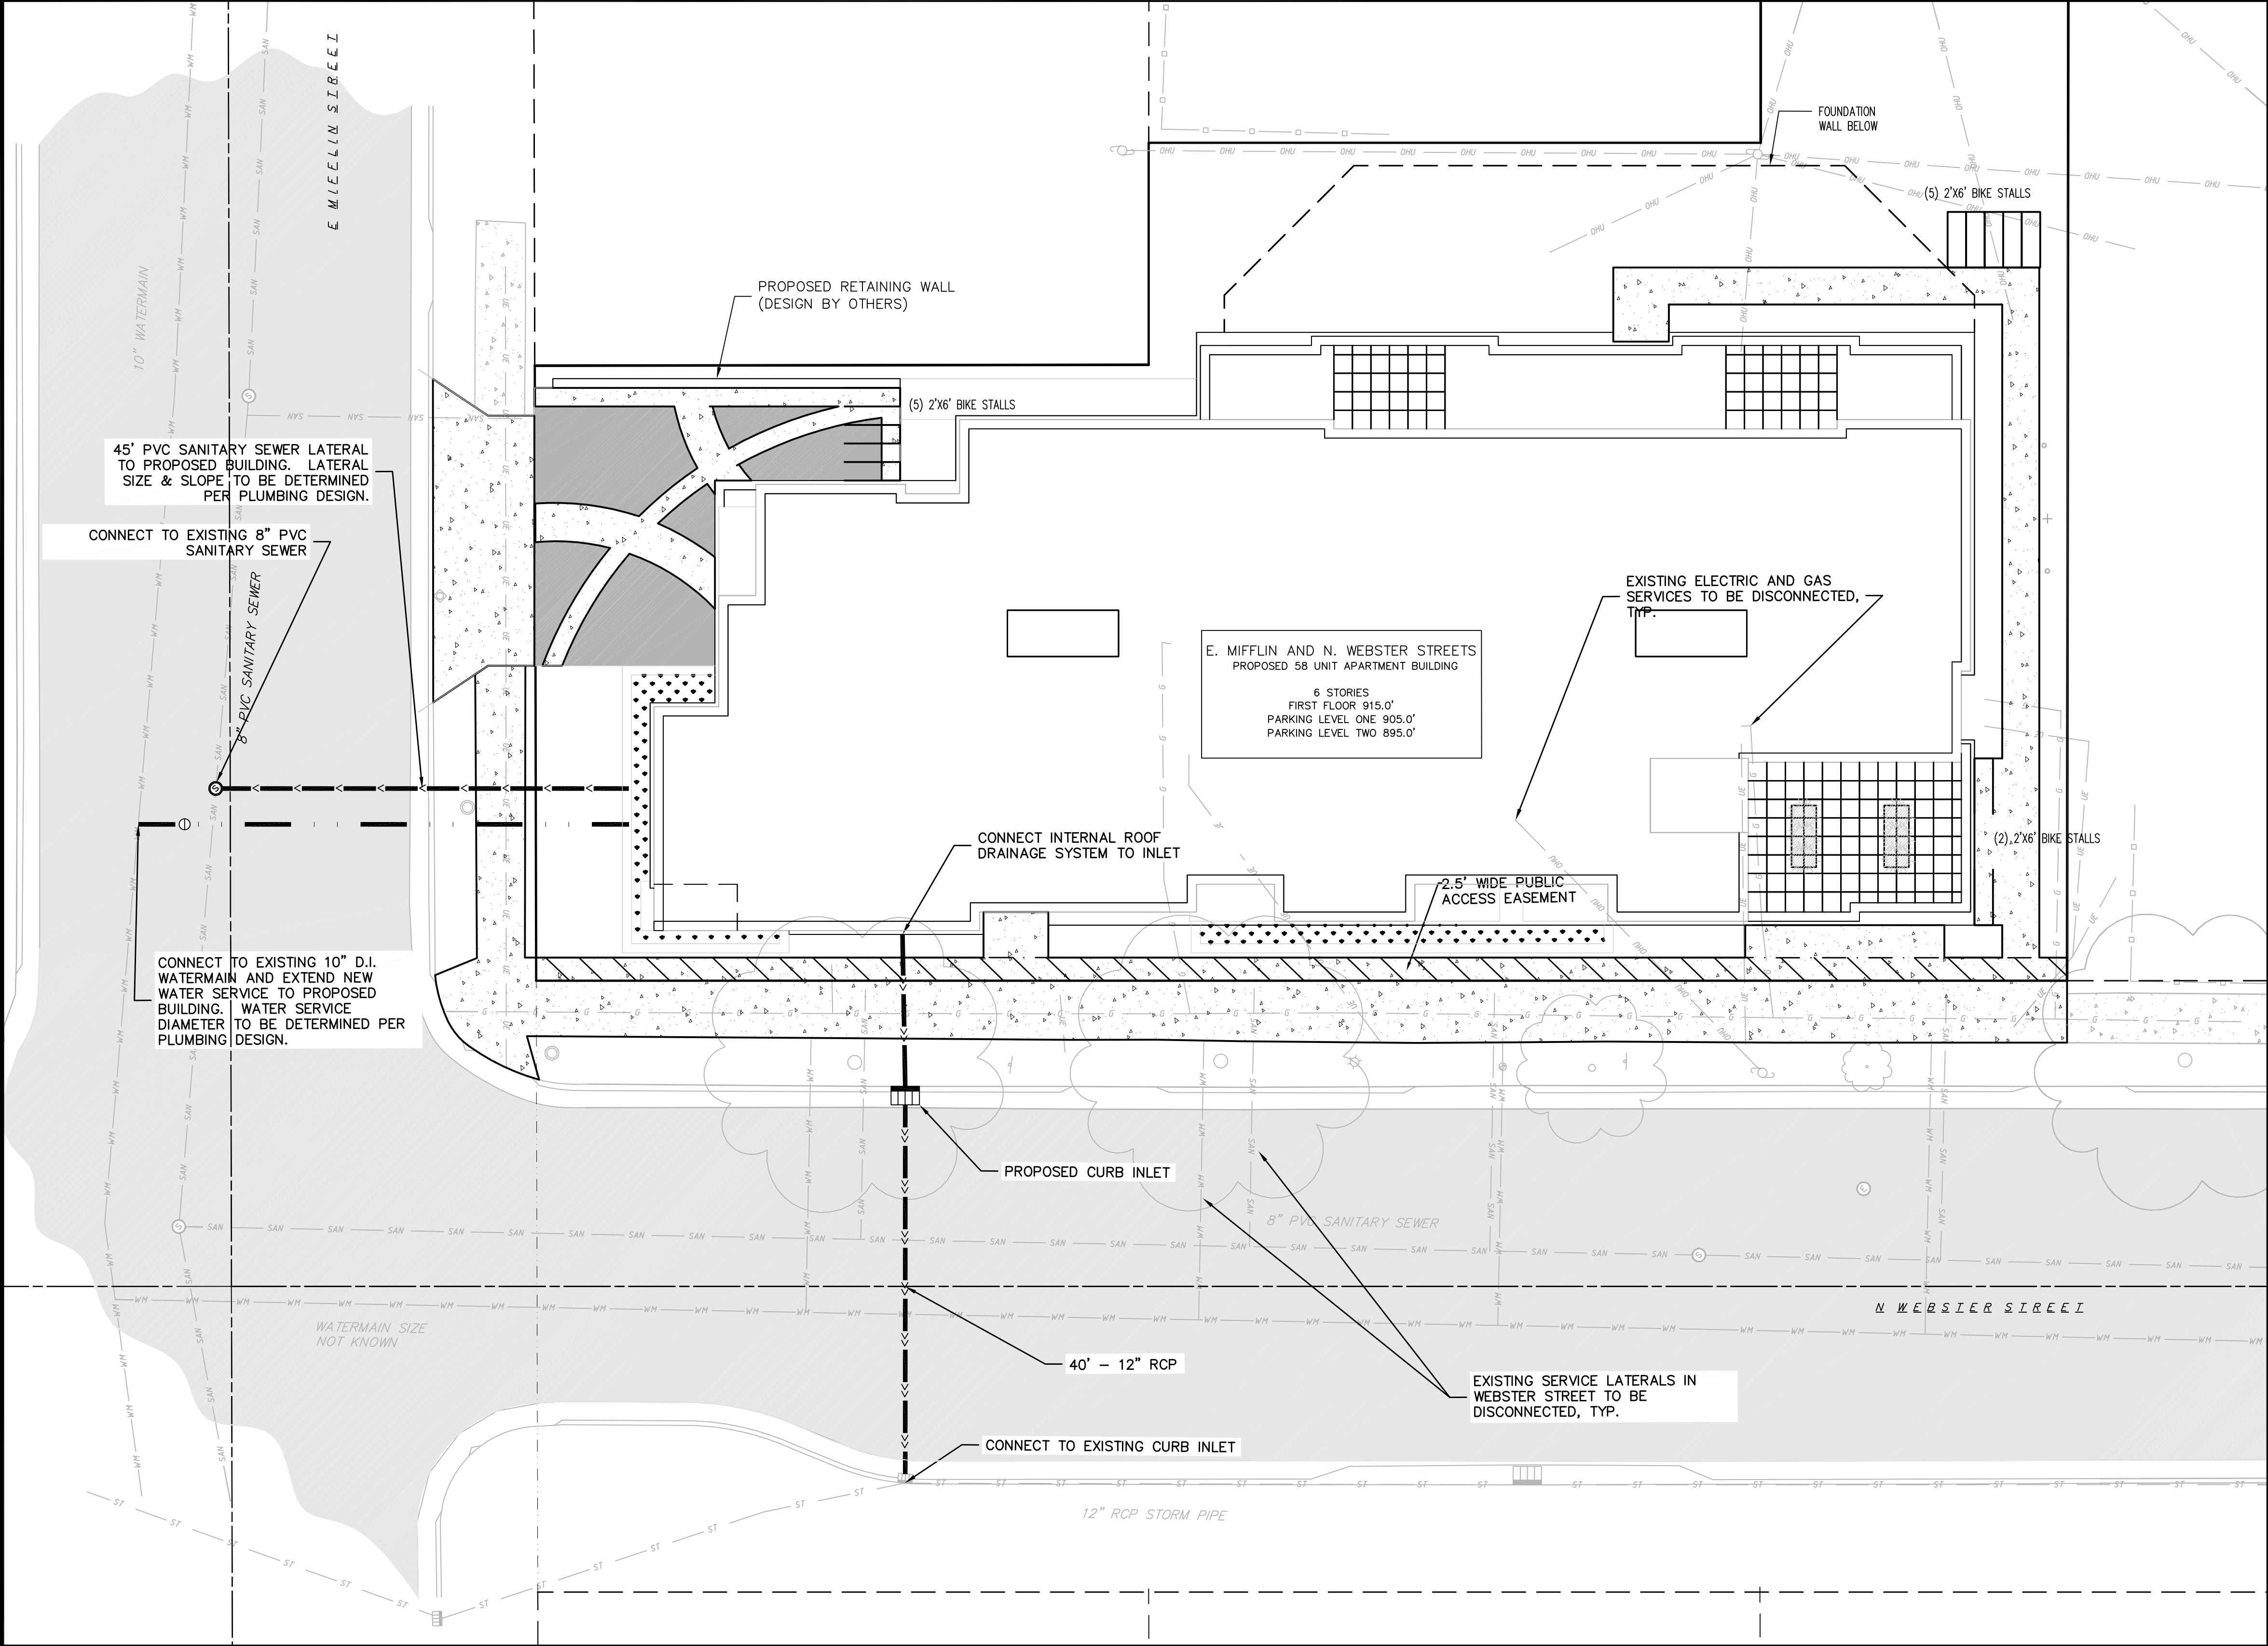 E MIFFLIN STREET
FOUNDATION
WALL BELOW
(5) 2'X6' BIKE STALLS
10" WATERMAIN
PROPOSED RETAINING WALL
(DESIGN BY OTHERS)
(5) 2'X6' BIKE STALLS
45' PVC SANITARY SEWER LATERAL
TO PROPOSED BUILDING. LATERAL
SIZE & SLOPE TO BE DETERMINED
PER PLUMBING DESIGN.
CONNECT TO EXISTING 8" PVC
SANITARY SEWER
8" PVC SANITARY SEWER
EXISTING ELECTRIC AND GAS
SERVICES TO BE DISCONNECTED,
TYP.
E. MIFFLIN AND N. WEBSTER STREETS
PROPOSED 58 UNIT APARTMENT BUILDING
6 STORIES
FIRST FLOOR 915.0'
PARKING LEVEL ONE 905.0'
PARKING LEVEL TWO 895.0'
CONNECT INTERNAL ROOF
DRAINAGE SYSTEM TO INLET
(2) 2'X6' BIKE STALLS
2.5' WIDE PUBLIC
ACCESS EASEMENT
CONNECT TO EXISTING 10" D.I.
WATERMAIN AND EXTEND NEW
WATER SERVICE TO PROPOSED
BUILDING. WATER SERVICE
DIAMETER TO BE DETERMINED PER
PLUMBING DESIGN.
PROPOSED CURB INLET
8" PVC SANITARY SEWER
N WEBSTER STREET
WATERMAIN SIZE
NOT KNOWN
40' – 12" RCP
EXISTING SERVICE LATERALS IN
WEBSTER STREET TO BE
DISCONNECTED, TYP.
CONNECT TO EXISTING CURB INLET
12" RCP STORM PIPE